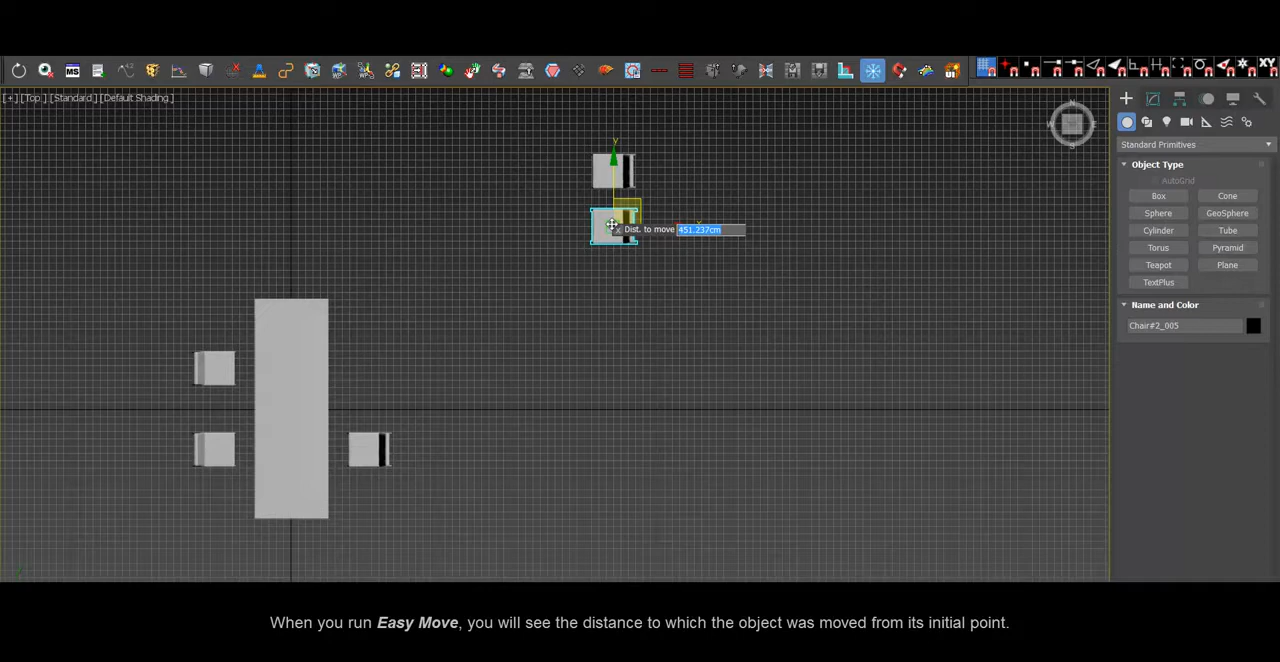 MS
XY
[+] [Top] [Standard] [Default Shading]
N
W
E
S
Standard Primitives
Object Type
AutoGrid
Box
Cone
Sphere
GeoSphere
Cylinder
Tube
Torus
Pyramid
Teapot
Plane
TextPlus
Name and Color
Chair#2_005
y
x
Dist. to move 451.237cm
When you run Easy Move, you will see the distance to which the object was moved from its initial point.